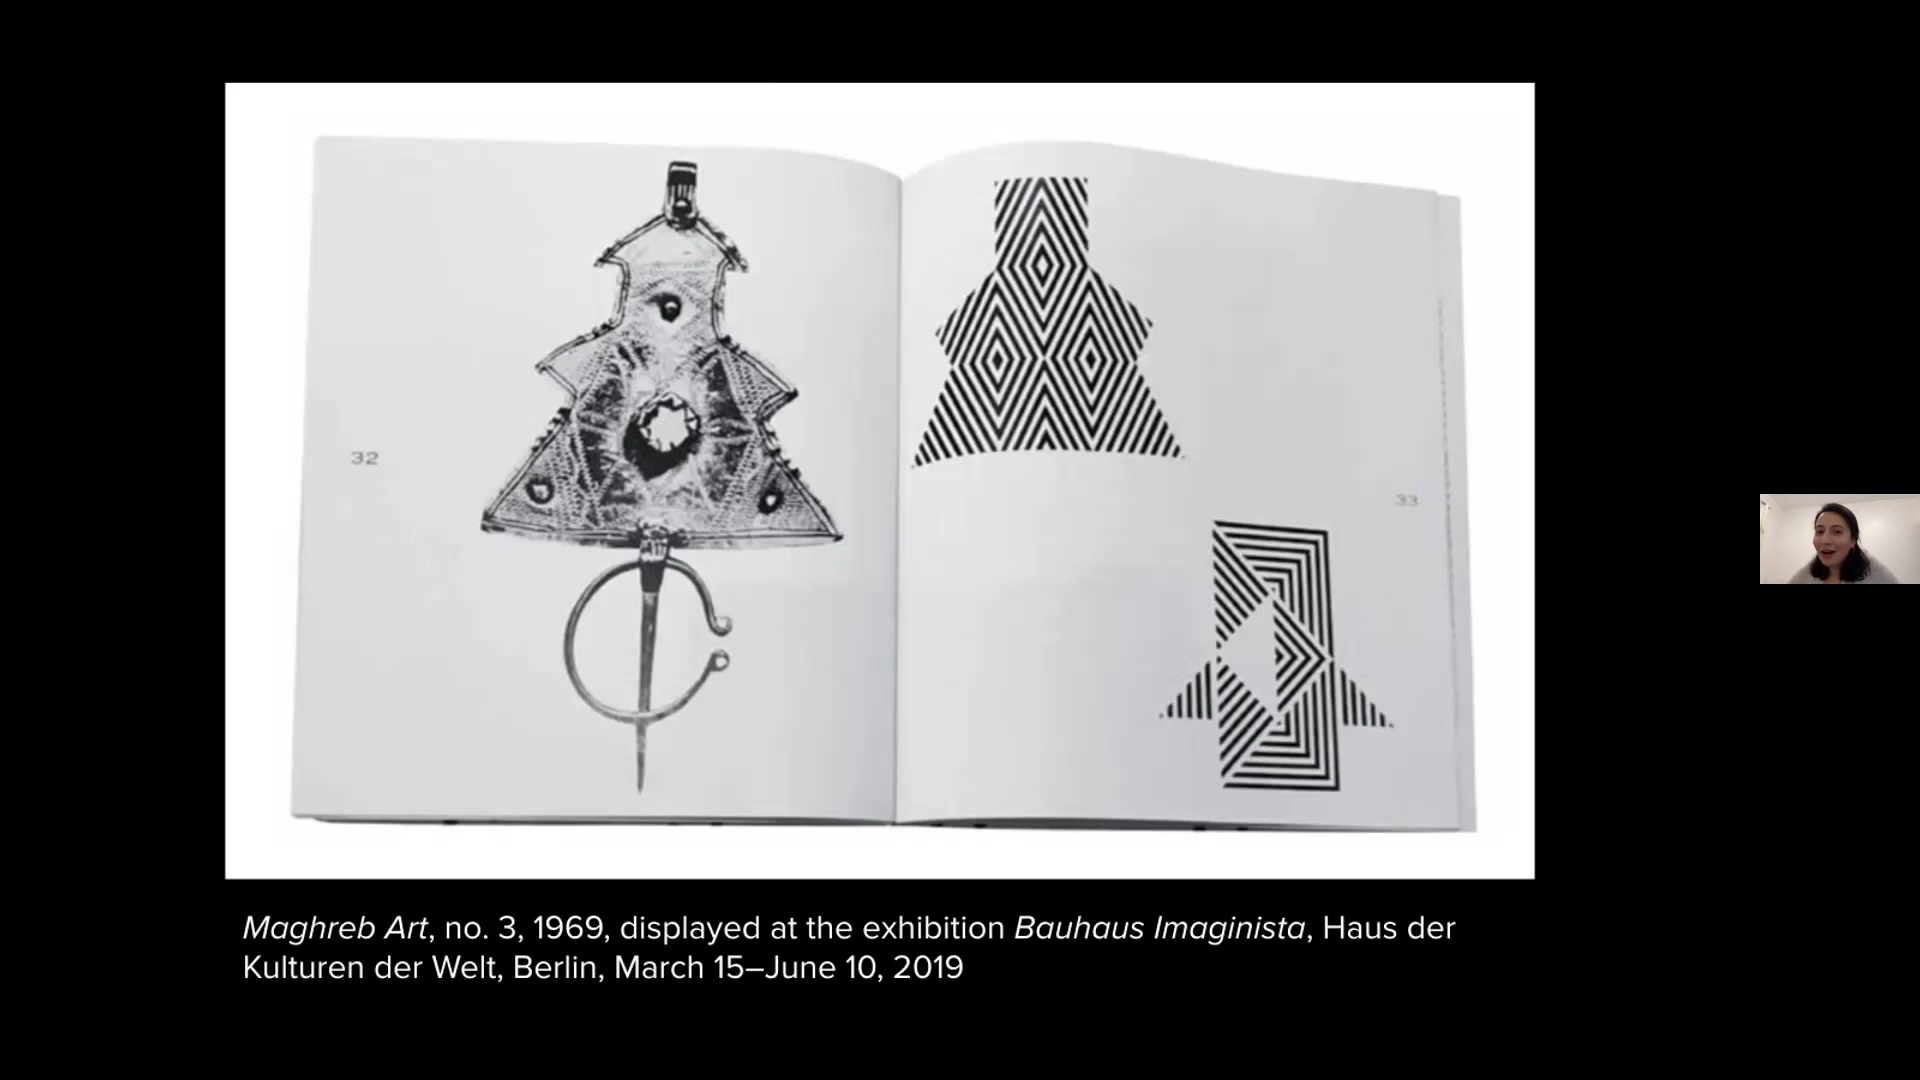 32
33
Maghreb Art, no. 3, 1969, displayed at the exhibition Bauhaus Imaginista, Haus der
Kulturen der Welt, Berlin, March 15–June 10, 2019